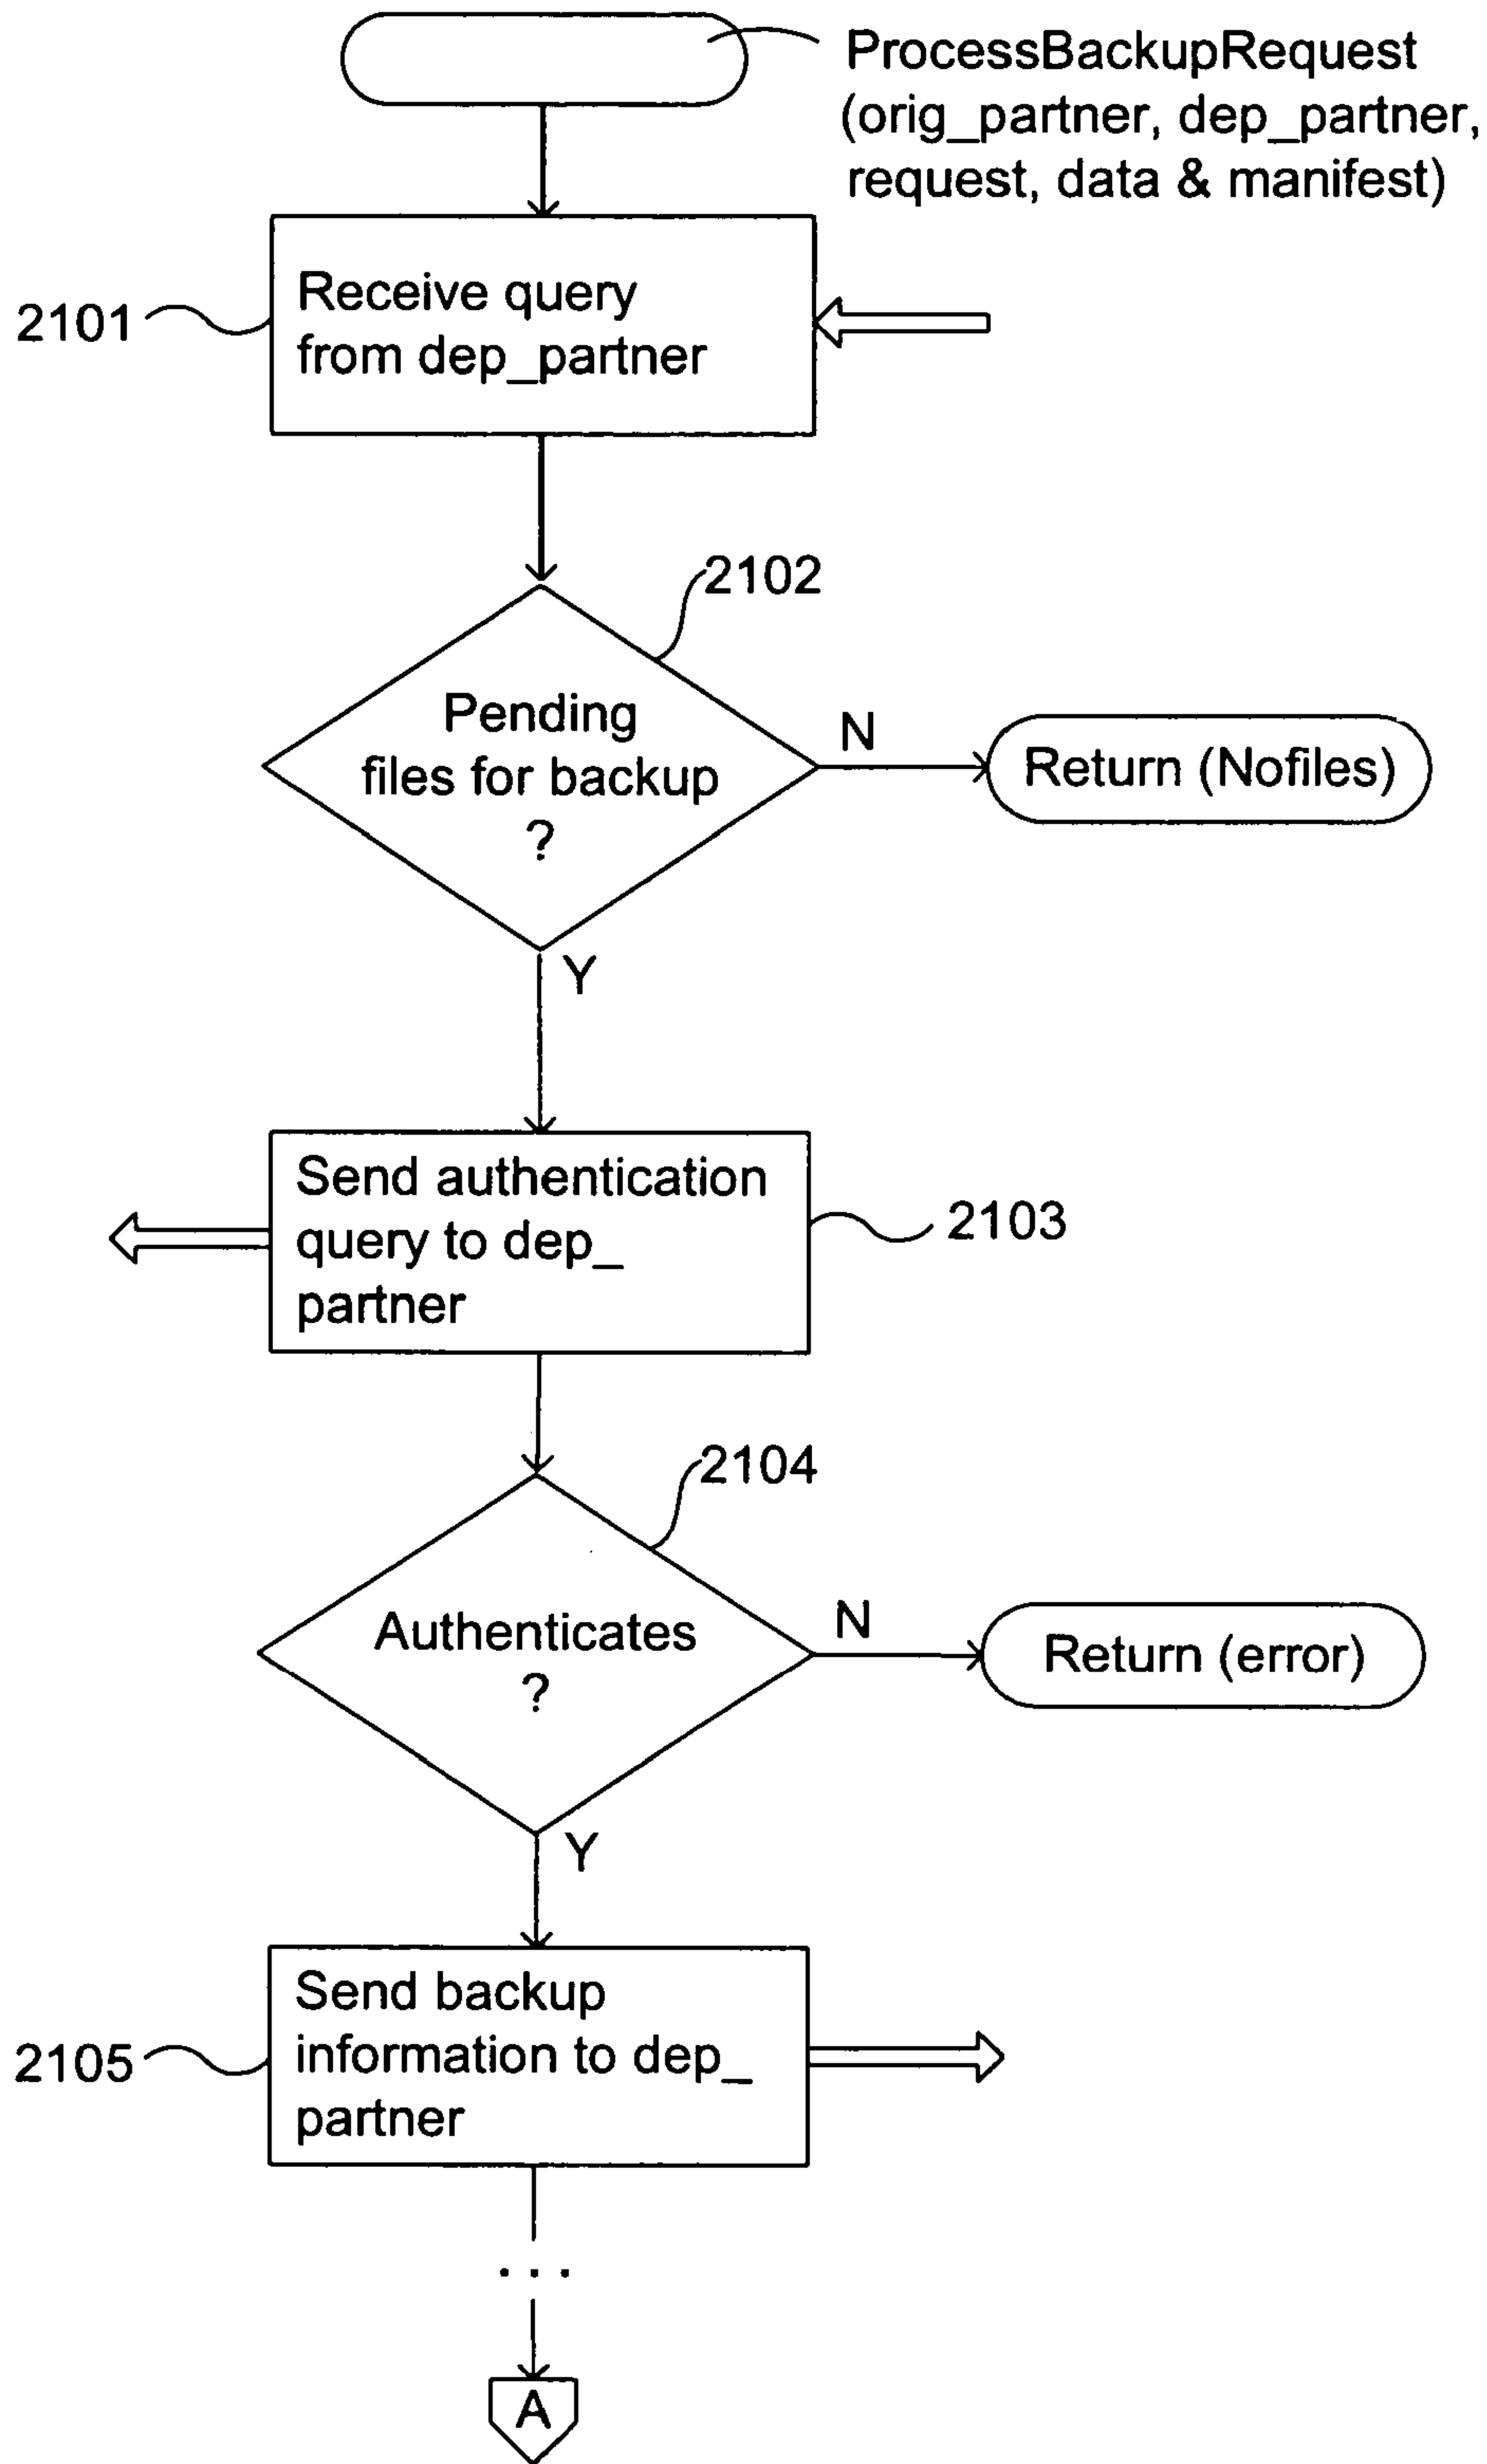 ProcessBackupRequest
(orig_partner, dep_partner,
request, data & manifest)
2101
Receive query
from dep_partner
2102
Pending
files for backup
?
N
Return (Nofiles)
Y
Send authentication
query to dep_
partner
2103
2104
Authenticates
?
N
Return (error)
Y
2105
Send backup
information to dep_
partner
. . .
A